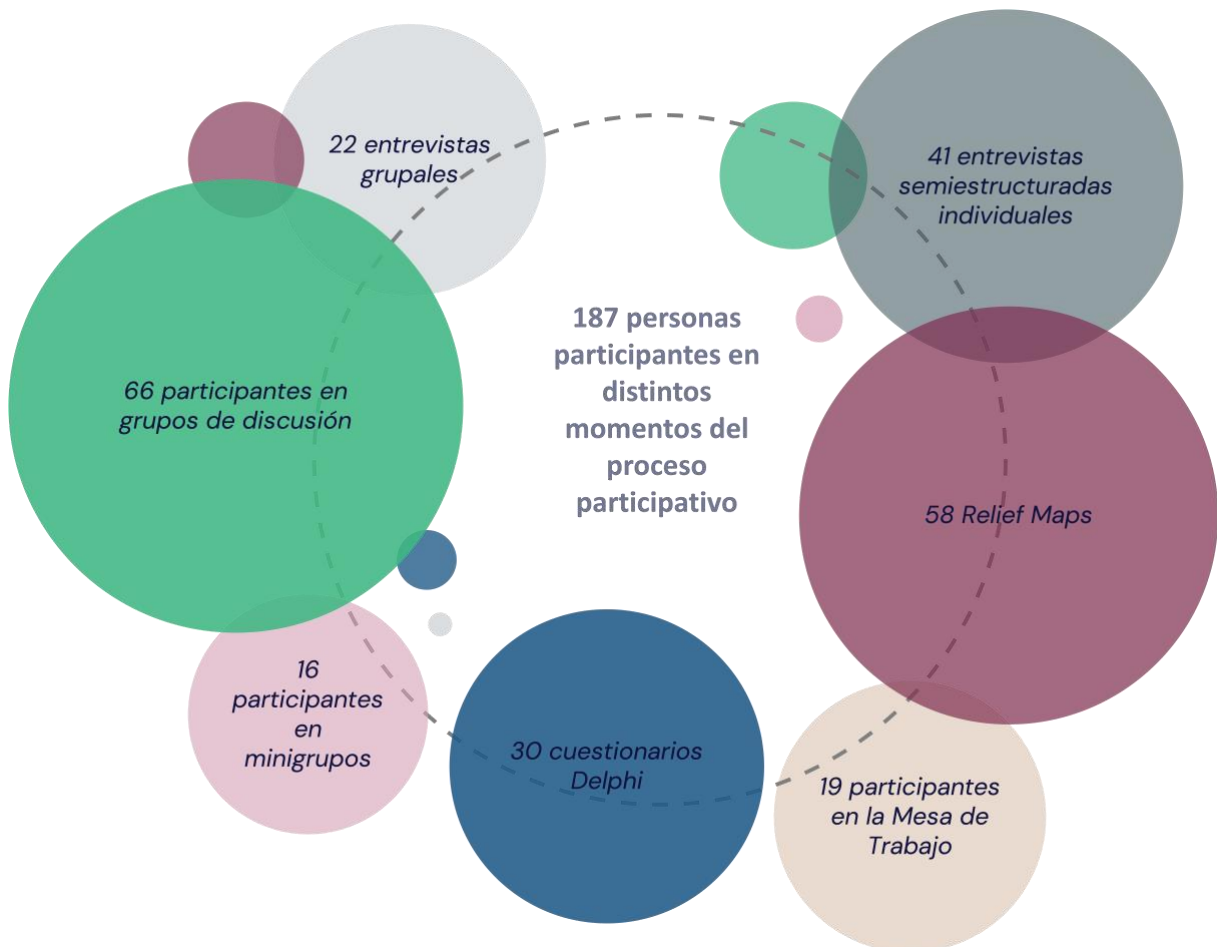 22 entrevistas
grupales
41 entrevistas
semiestructuradas
individuales
187 personas
participantes en
distintos
momentos del
proceso
participativo
66 participantes en
grupos de discusión
58 Relief Maps
16
participantes
en
minigrupos
30 cuestionarios
Delphi
19 participantes
en la Mesa de
Trabajo